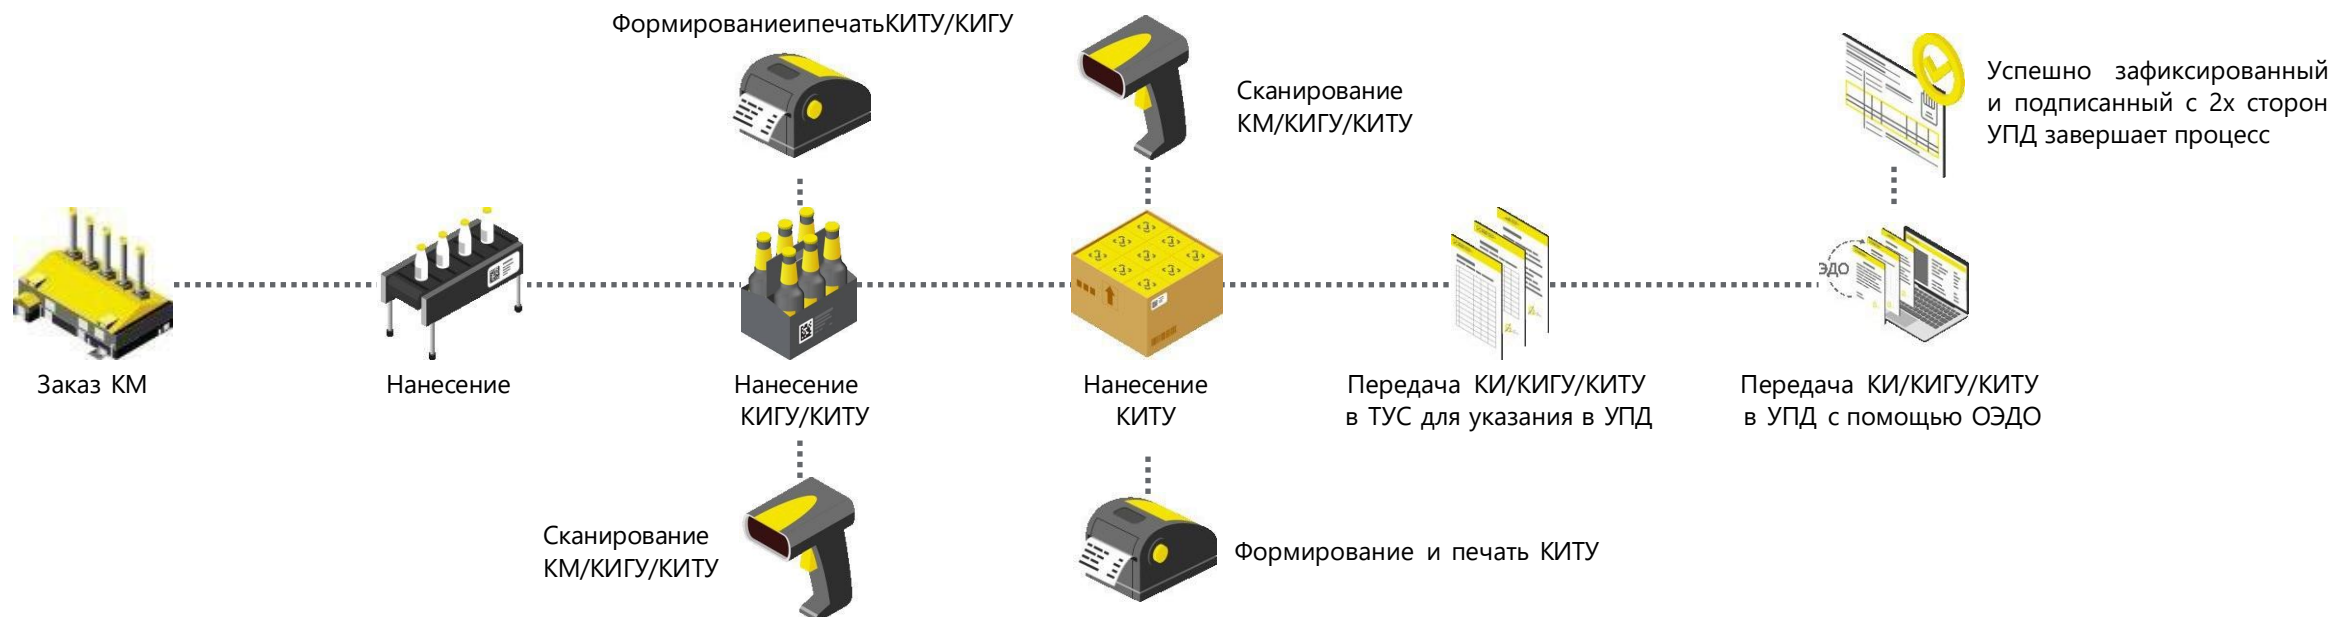 ФормированиеипечатьКИТУ/КИГУ
Сканирование
КМ/КИГУ/КИТУ
Успешно зафиксированный
и подписанный с 2х сторон
УПД завершает процесс
ЭДО
Заказ КМ
Нанесение
Нанесение
КИГУ/КИТУ
Нанесение
КИТУ
Передача КИ/КИГУ/КИТУ
в ТУС для указания в УПД
Передача КИ/КИГУ/КИТУ
в УПД с помощью ОЭДО
Сканирование
КМ/КИГУ/КИТУ
Формирование и печать КИТУ